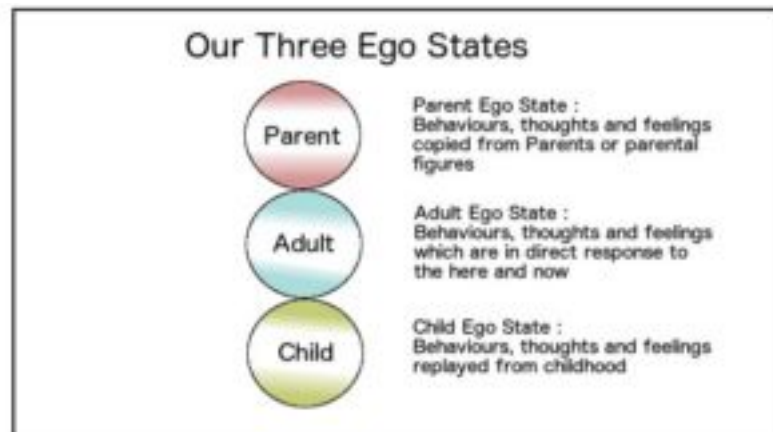 Our Three Ego States
Parent
Parent Ego State :
Behaviours, thoughts and feelings
copied from Parents or parental
figures
Adult
Adult Ego State :
Behaviours, thoughts and feelings
which are in direct response to
the here and now
Child
Child Ego State :
Behaviours, thoughts and feelings
replayed from childhood